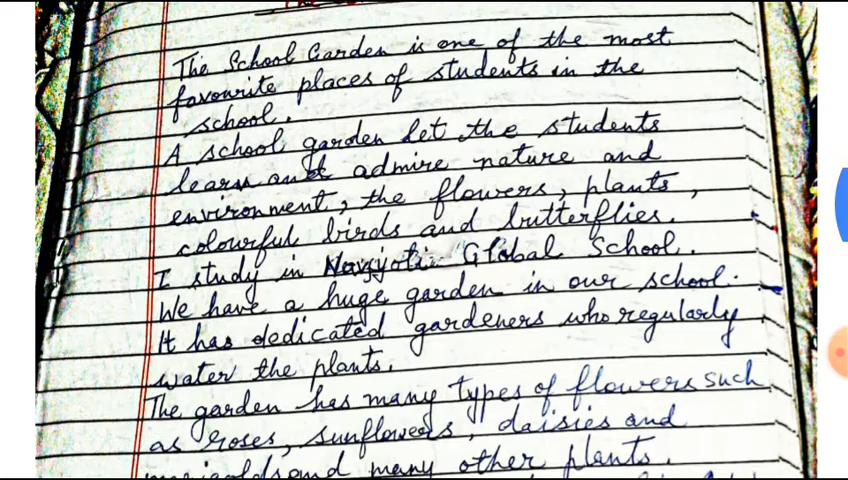 The School Garden is one of the most
favourite places of students in the
school.
A school garden let the students
learn and admire nature and
environment, the flowers, plants,
colourful birds and butterflies.
I study in Navjyoti Global School.
We have a huge garden in our school.
It has dedicated gardeners who regularly
water the plants.
The garden has many types of flowers such
as roses, sunflowers, daisies and
marigolds and many other plants.